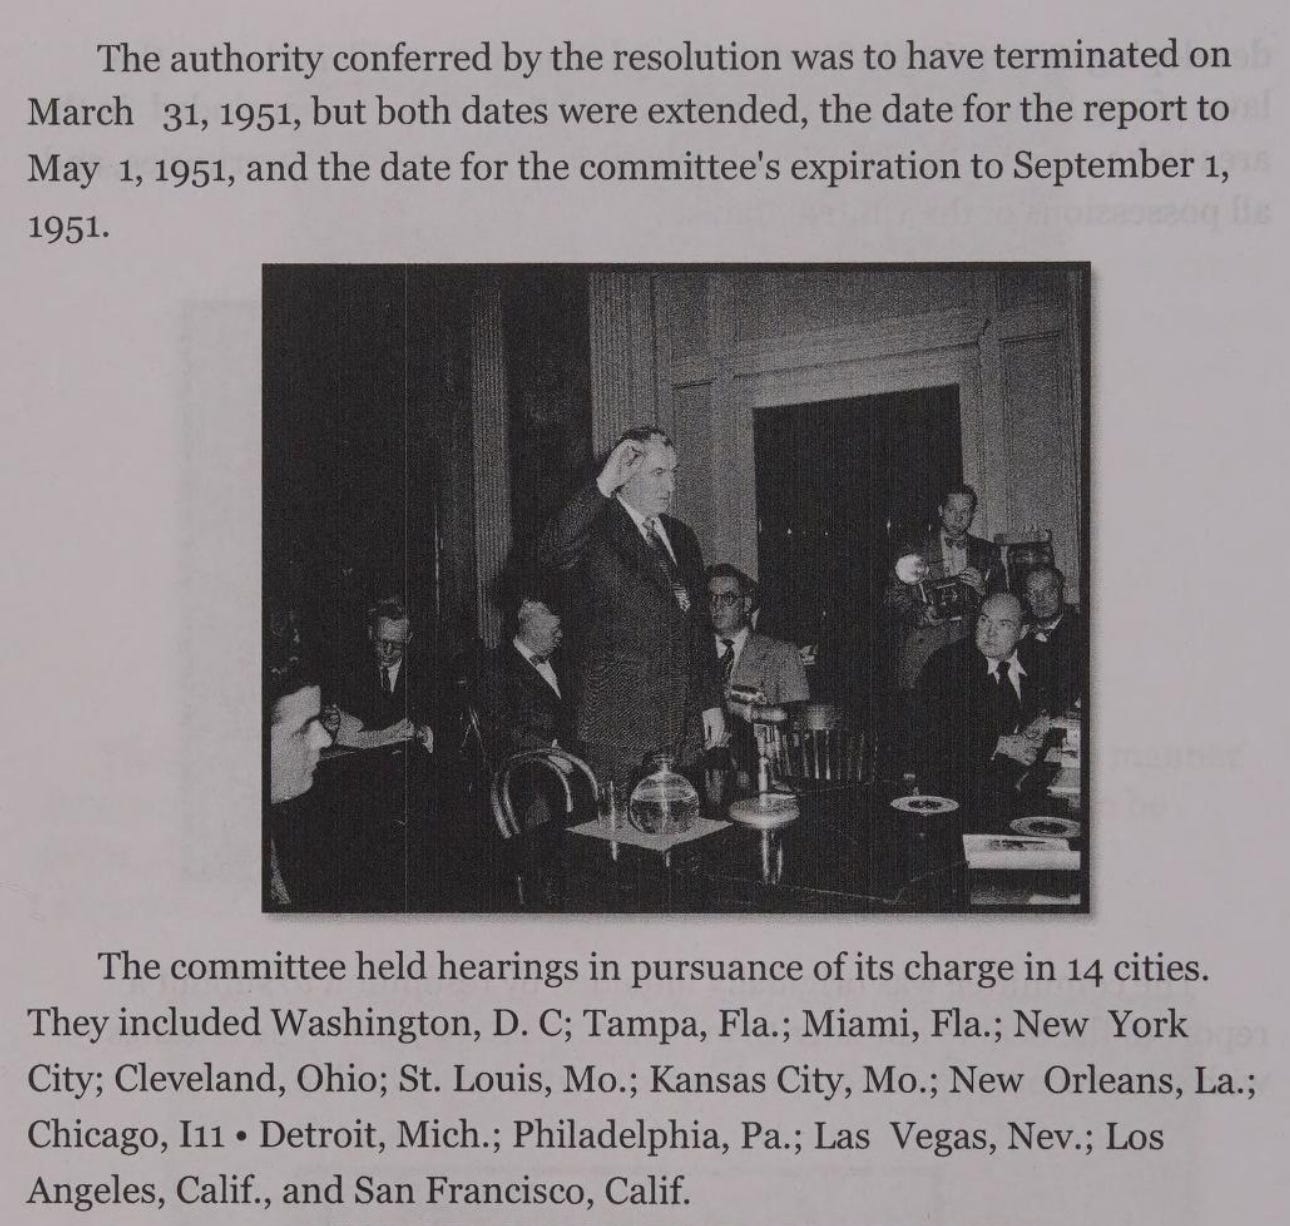 The authority conferred by the resolution was to have terminated on
March 31, 1951, but both dates were extended, the date for the report to
May 1, 1951, and the date for the committee's expiration to September 1,
1951.
The committee held hearings in pursuance of its charge in 14 cities.
They included Washington, D. C; Tampa, Fla.; Miami, Fla.; New York
City; Cleveland, Ohio; St. Louis, Mo.; Kansas City, Mo.; New Orleans, La.;
Chicago, I11 • Detroit, Mich.; Philadelphia, Pa.; Las Vegas, Nev.; Los
Angeles, Calif., and San Francisco, Calif.